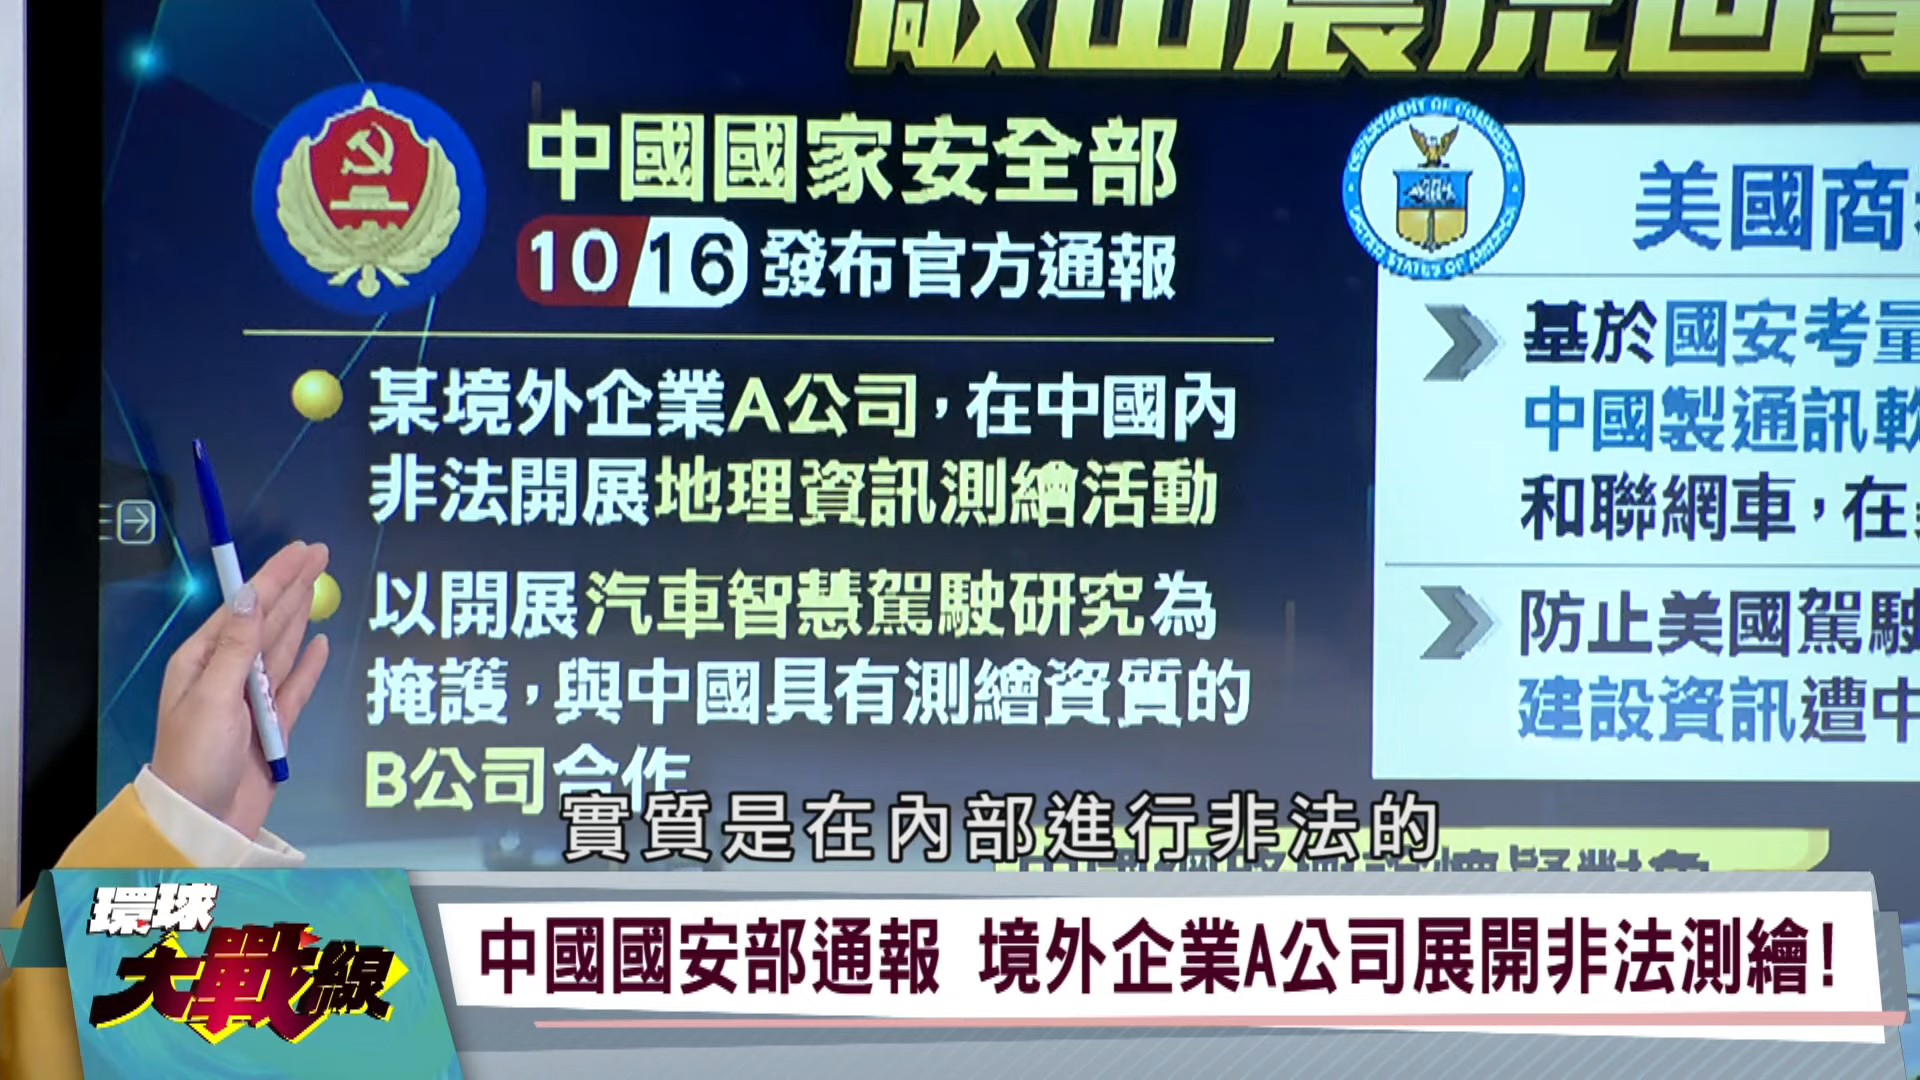 中國國家安全部
10/16發布官方通報
某境外企業A公司，在中國內
非法開展地理資訊測繪活動
以開展汽車智慧駕駛研究為
掩護，與中國具有測繪資質的
B公司合作
DEPARTMENT OF COMMERCE
UNITED STATES OF AMERICA
美國商
基於國安考量
中國製通訊軟
和聯網車，在
防止美國駕駛
建設資訊遭中
實質是在內部進行非法的
環球
大戰線
中國國安部通報 境外企業A公司展開非法測繪!